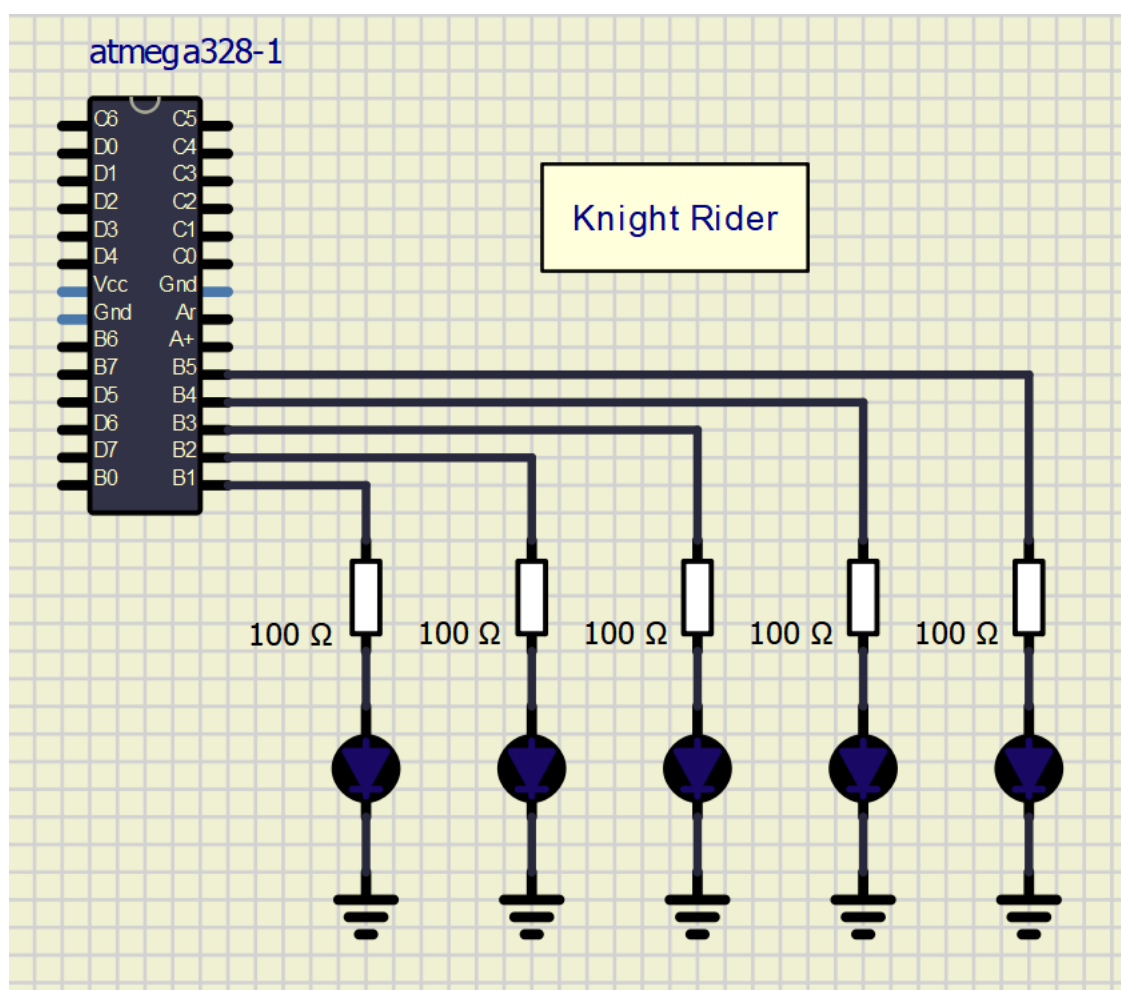 atmega328-1
C6 C5
D0 C4
D1 C3
D2 C2
D3 C1
D4 C0
Vcc Gnd
Gnd Ar
B6 A+
B7 B5
D5 B4
D6 B3
D7 B2
B0 B1
Knight Rider
100 Ω 100 Ω 100 Ω 100 Ω 100 Ω